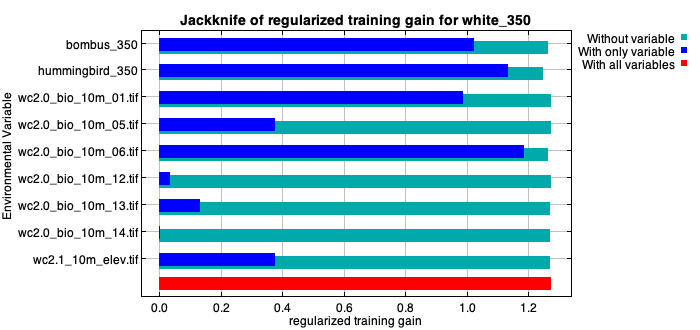 Jackknife of regularized training gain for white_350
Without variable
With only variable
With all variables
Environmental Variable
bombus_350
hummingbird_350
wc2.0_bio_10m_01.tif
wc2.0_bio_10m_05.tif
wc2.0_bio_10m_06.tif
wc2.0_bio_10m_12.tif
wc2.0_bio_10m_13.tif
wc2.0_bio_10m_14.tif
wc2.1_10m_elev.tif
0.0 0.2 0.4 0.6 0.8 1.0 1.2
regularized training gain